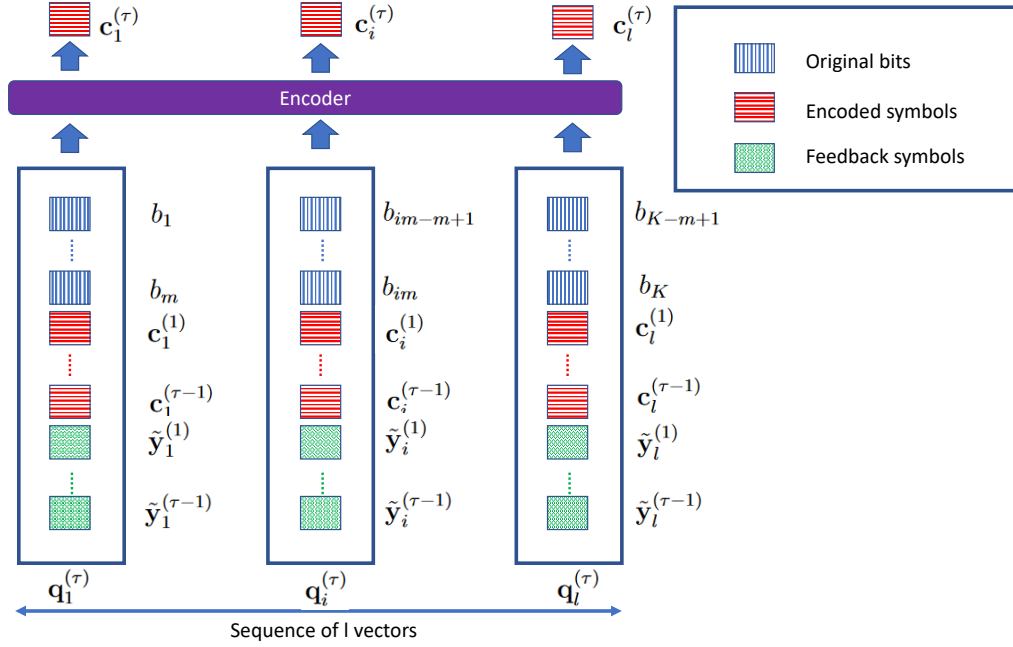 c_1^{(τ)} c_i^{(τ)} c_l^{(τ)}
Encoder
Original bits
Encoded symbols
Feedback symbols
b_1 b_{im−m+1} b_{K−m+1}
b_m b_{im} b_K
c_1^{(1)} c_i^{(1)} c_l^{(1)}
c_1^{(τ−1)} c_i^{(τ−1)} c_l^{(τ−1)}
ỹ_1^{(1)} ỹ_i^{(1)} ỹ_l^{(1)}
ỹ_1^{(τ−1)} ỹ_i^{(τ−1)} ỹ_l^{(τ−1)}
q_1^{(τ)} q_i^{(τ)} q_l^{(τ)}
Sequence of l vectors